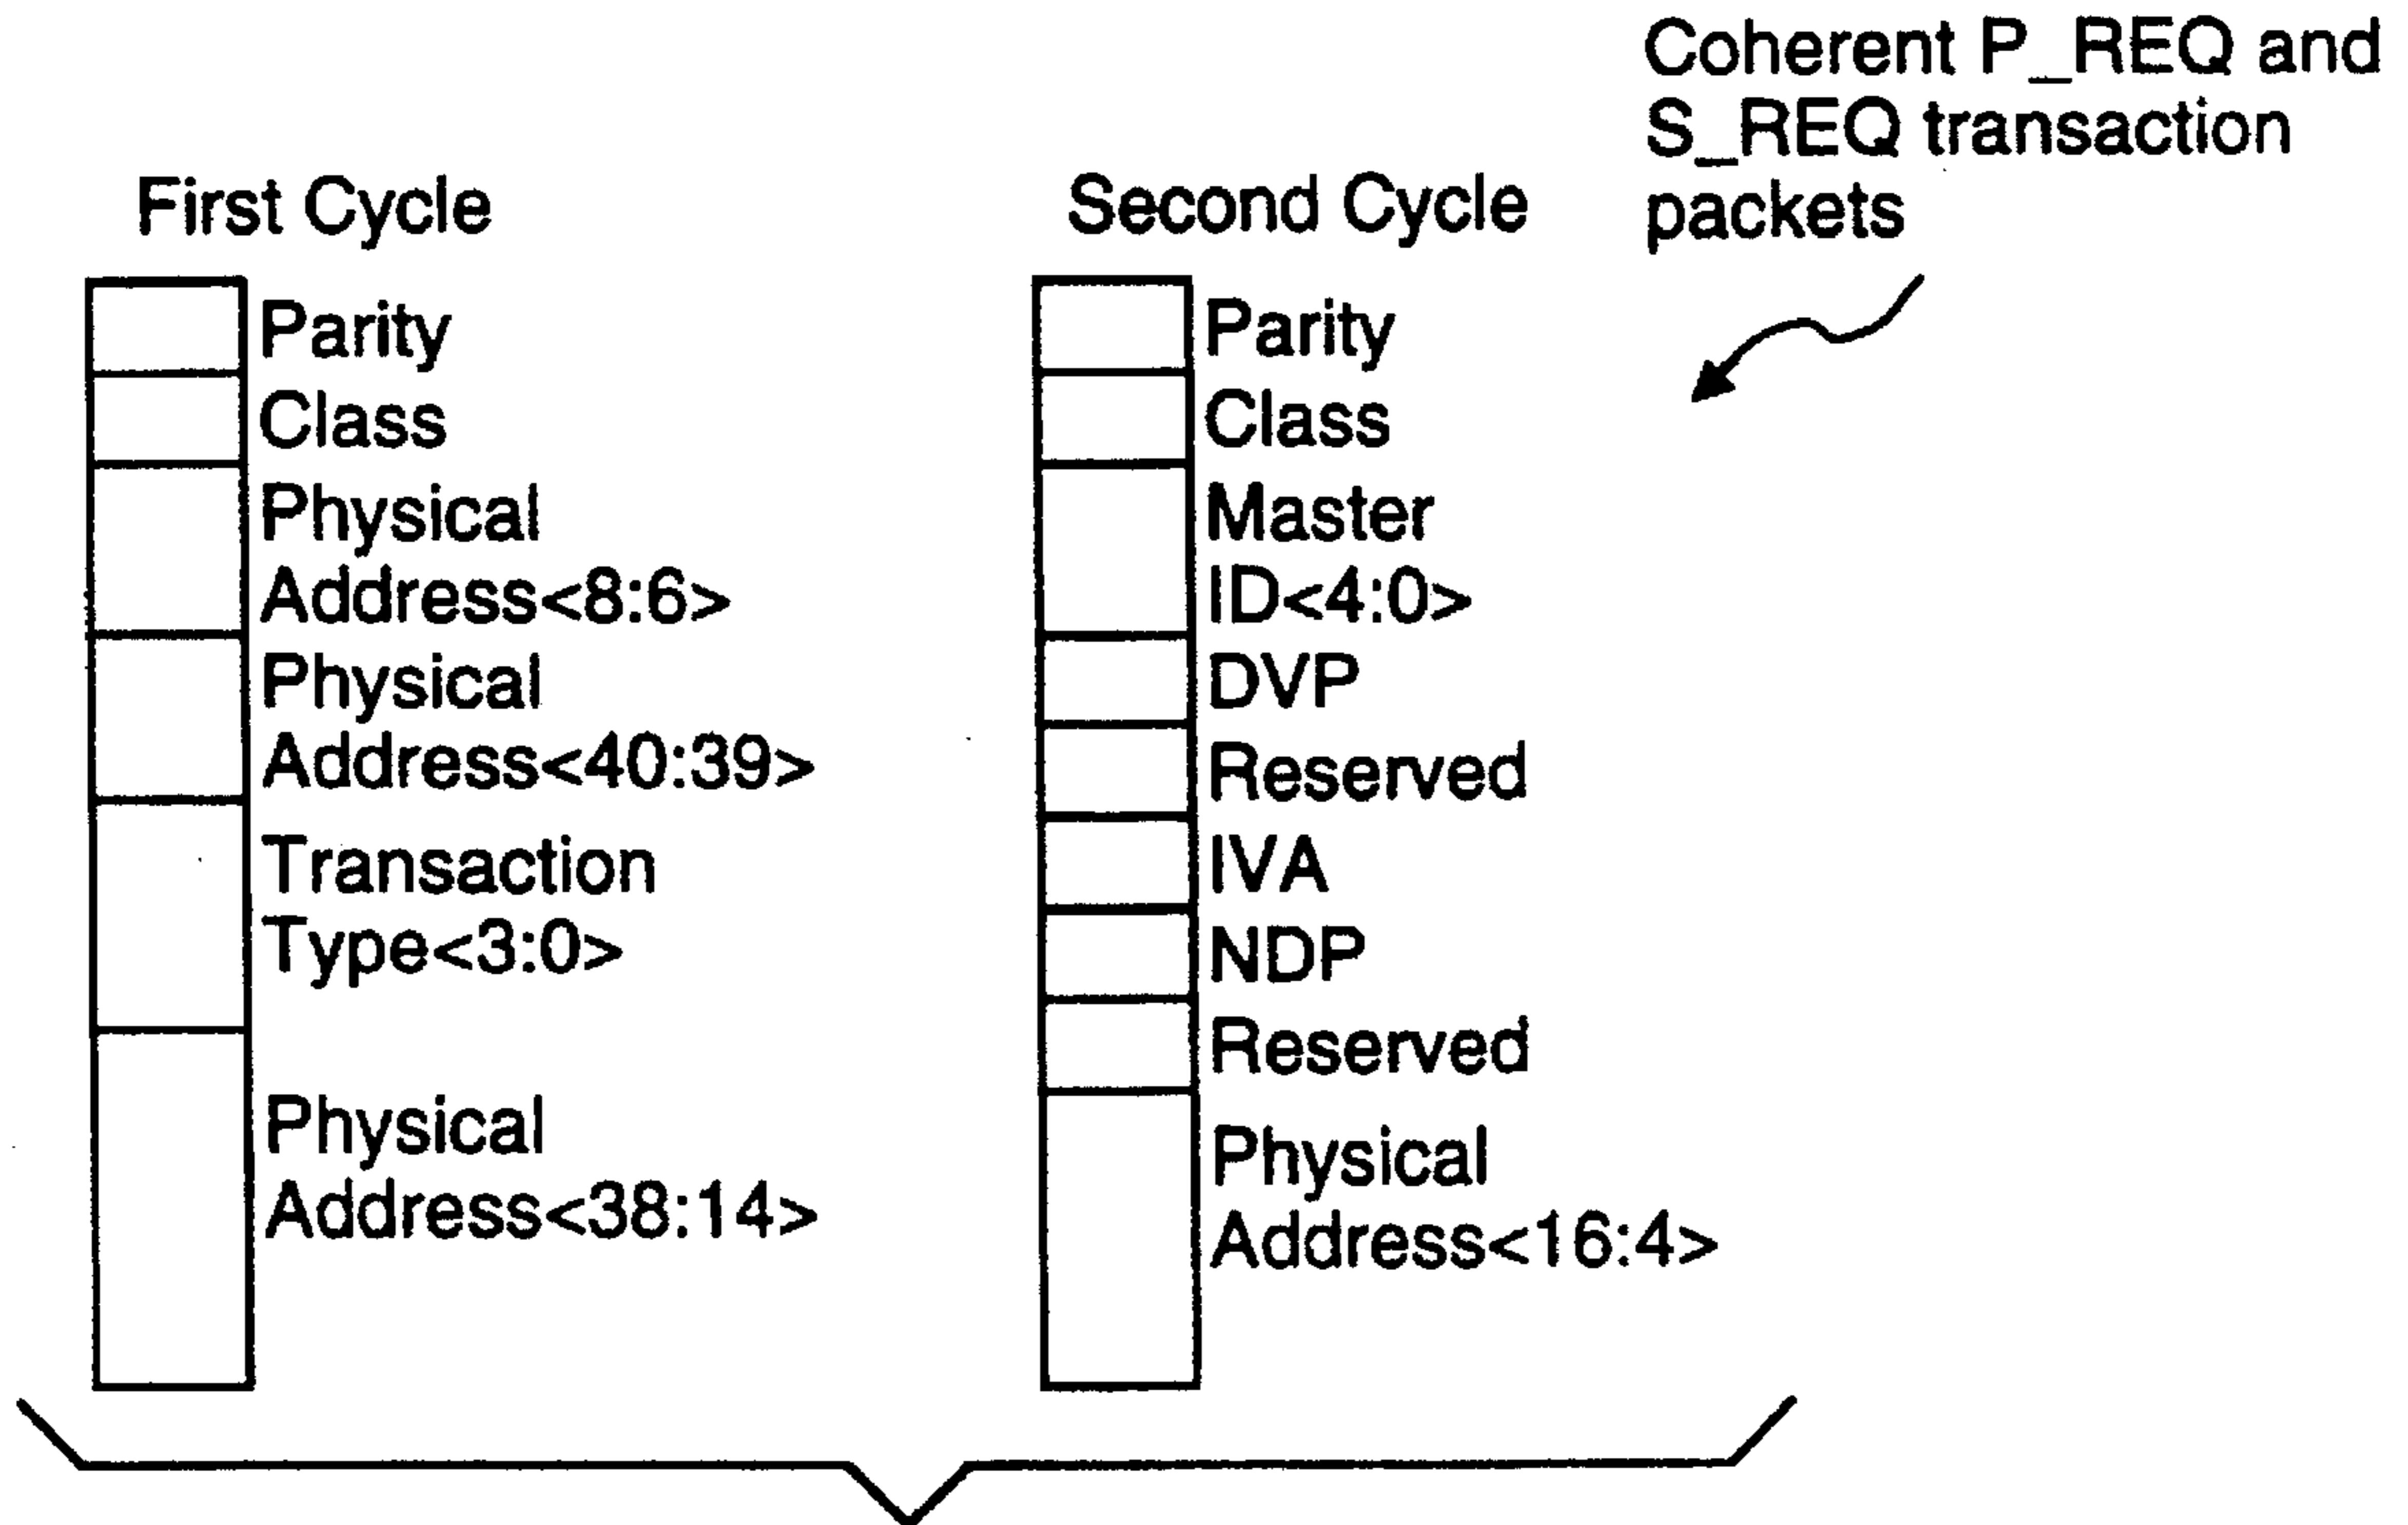 Coherent P_REQ and
S_REQ transaction
packets
First Cycle
Parity
Class
Physical
Address<8:6>
Physical
Address<40:39>
Transaction
Type<3:0>
Physical
Address<38:14>
Second Cycle
Parity
Class
Master
ID<4:0>
DVP
Reserved
IVA
NDP
Reserved
Physical
Address<16:4>